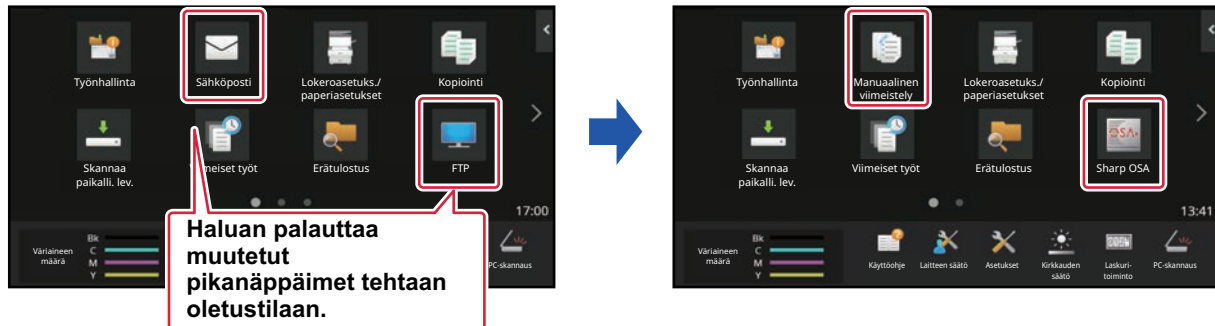 Työnhallinta
Sähköposti
Lokeroasetuks./
paperiasetukset
Kopiointi
Skannaa
paikalli. lev.
meiset työt
Erätulostus
FTP
17:00
Väriaineen
määrä
Bk
C
M
Y
PC-skannaus
Haluan palauttaa
muutetut
pikanäppäimet tehtaan
oletustilaan.
Työnhallinta
Manuaalinen
viimeistely
Lokeroasetuks./
paperiasetukset
Kopiointi
Skannaa
paikalli. lev.
Viimeiset työt
Erätulostus
OSA
Sharp OSA
13:41
Väriaineen
määrä
Bk
C
M
Y
Käyttöohje
Laitteen säätö
Asetukset
Kirkkauden
säätö
Laskuri-
toiminto
PC-skannaus